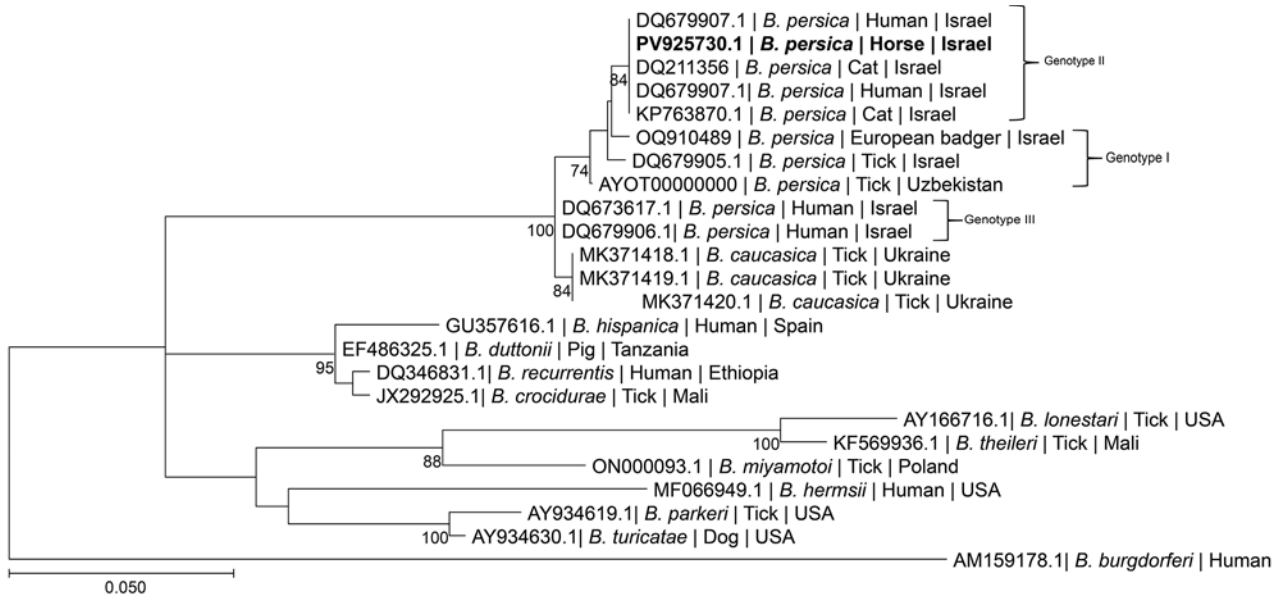 DQ679907.1 | B. persica | Human | Israel
PV925730.1 | B. persica | Horse | Israel
Genotype II
DQ211356 | B. persica | Cat | Israel
84
DQ679907.1| B. persica | Human | Israel
KP763870.1 | B. persica | Cat | Israel
OQ910489 | B. persica | European badger | Israel
DQ679905.1 | B. persica | Tick | Israel
Genotype I
74
AYOT00000000 | B. persica | Tick | Uzbekistan
DQ673617.1 | B. persica | Human | Israel
Genotype III
100
DQ679906.1| B. persica | Human | Israel
MK371418.1 | B. caucasica | Tick | Ukraine
MK371419.1 | B. caucasica | Tick | Ukraine
84
MK371420.1 | B. caucasica | Tick | Ukraine
GU357616.1 | B. hispanica | Human | Spain
EF486325.1 | B. duttonii | Pig | Tanzania
95
DQ346831.1| B. recurrentis | Human | Ethiopia
JX292925.1| B. crocidurae | Tick | Mali
AY166716.1| B. lonestari | Tick | USA
100
KF569936.1 | B. theileri | Tick | Mali
88
ON000093.1 | B. miyamotoi | Tick | Poland
MF066949.1 | B. hermsii | Human | USA
AY934619.1| B. parkeri | Tick | USA
100
AY934630.1 | B. turicatae | Dog | USA
AM159178.1| B. burgdorferi | Human
0.050